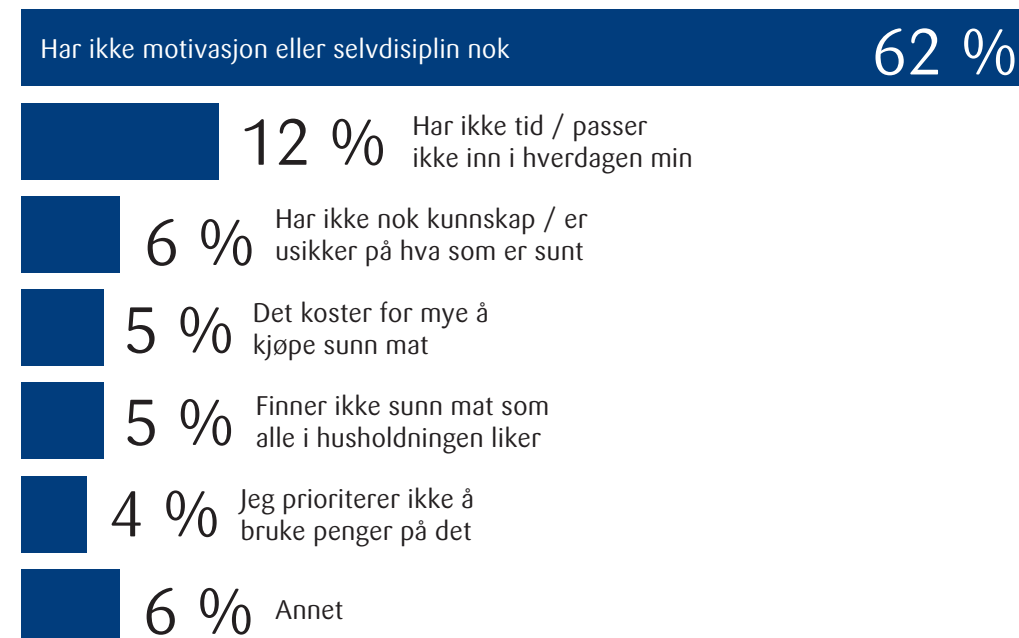 Har ikke motivasjon eller selvdisiplin nok 62 %
12 % Har ikke tid / passer
ikke inn i hverdagen min
6 % Har ikke nok kunnskap / er
usikker på hva som er sunt
5 % Det koster for mye å
kjøpe sunn mat
5 % Finner ikke sunn mat som
alle i husholdningen liker
4 % Jeg prioriterer ikke å
bruke penger på det
6 % Annet